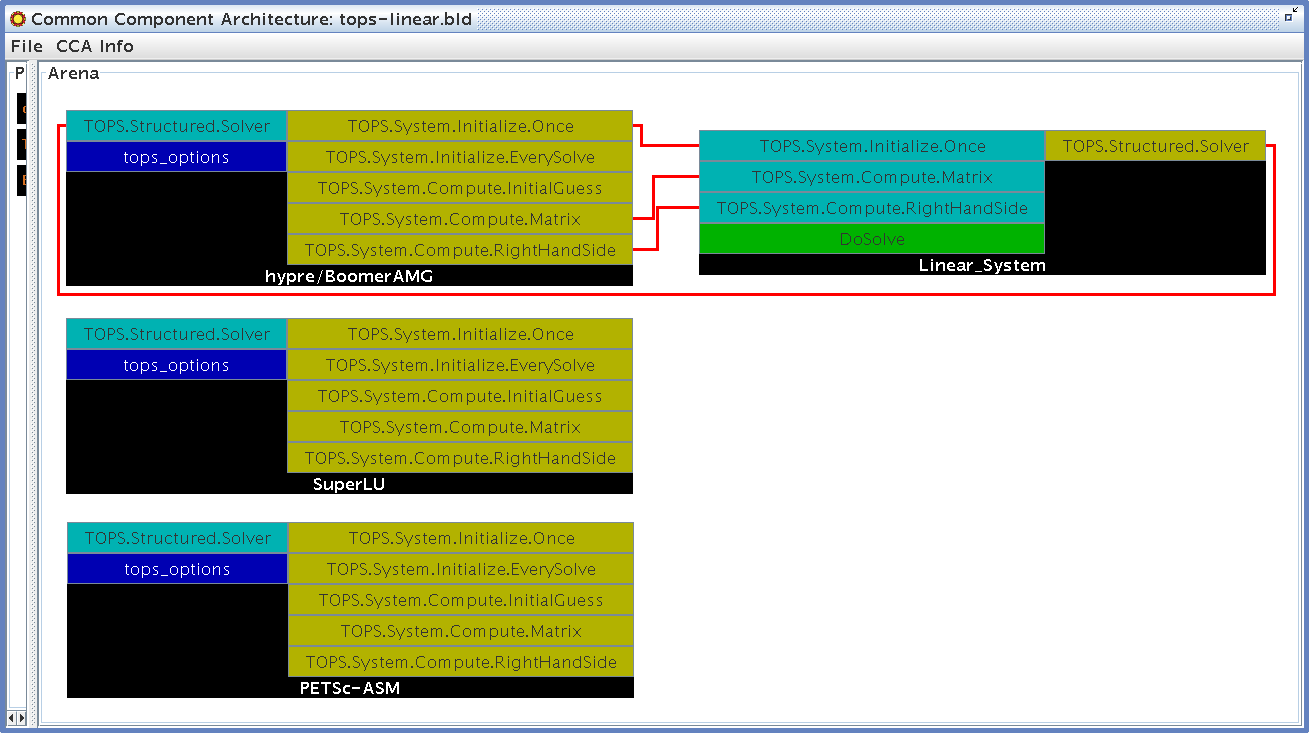 Common Component Architecture: tops-linear.bld
File CCA Info
P
Arena
TOPS.Structured.Solver TOPS.System.Initialize.Once
tops_options TOPS.System.Initialize.EverySolve
TOPS.System.Compute.InitialGuess
TOPS.System.Compute.Matrix
TOPS.System.Compute.RightHandSide
hypre/BoomerAMG
TOPS.System.Initialize.Once TOPS.Structured.Solver
TOPS.System.Compute.Matrix
TOPS.System.Compute.RightHandSide
DoSolve
Linear_System
TOPS.Structured.Solver TOPS.System.Initialize.Once
tops_options TOPS.System.Initialize.EverySolve
TOPS.System.Compute.InitialGuess
TOPS.System.Compute.Matrix
TOPS.System.Compute.RightHandSide
SuperLU
TOPS.Structured.Solver TOPS.System.Initialize.Once
tops_options TOPS.System.Initialize.EverySolve
TOPS.System.Compute.InitialGuess
TOPS.System.Compute.Matrix
TOPS.System.Compute.RightHandSide
PETSc-ASM